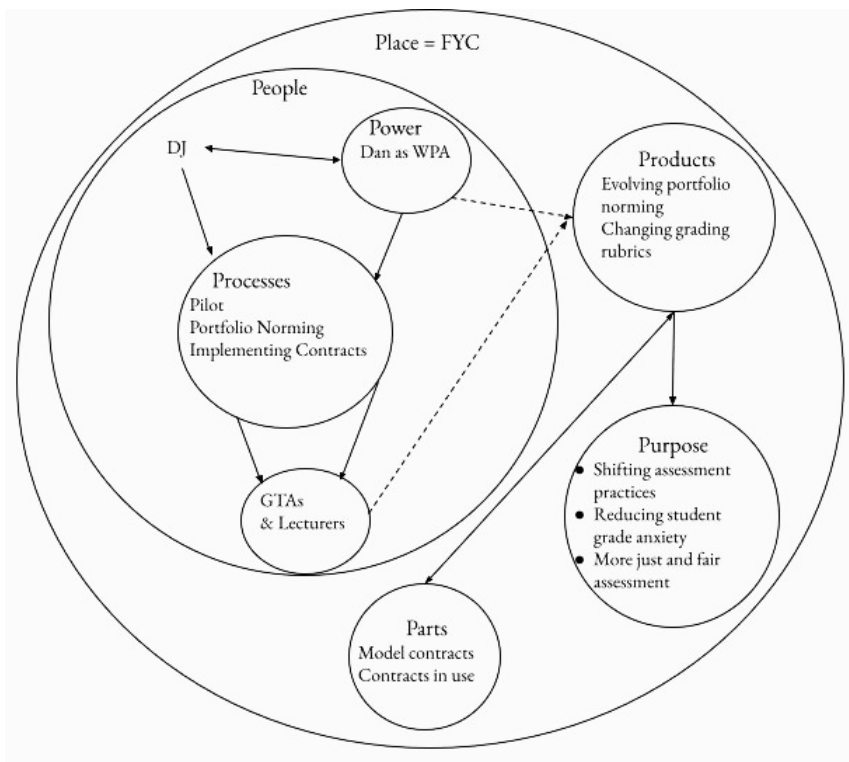 Place = FYC
People
DJ
Power
Dan as WPA
Products
Evolving portfolio
norming
Changing grading
rubrics
Processes
Pilot
Portfolio Norming
Implementing Contracts
GTAs
& Lecturers
Purpose
● Shifting assessment
practices
● Reducing student
grade anxiety
● More just and fair
assessment
Parts
Model contracts
Contracts in use